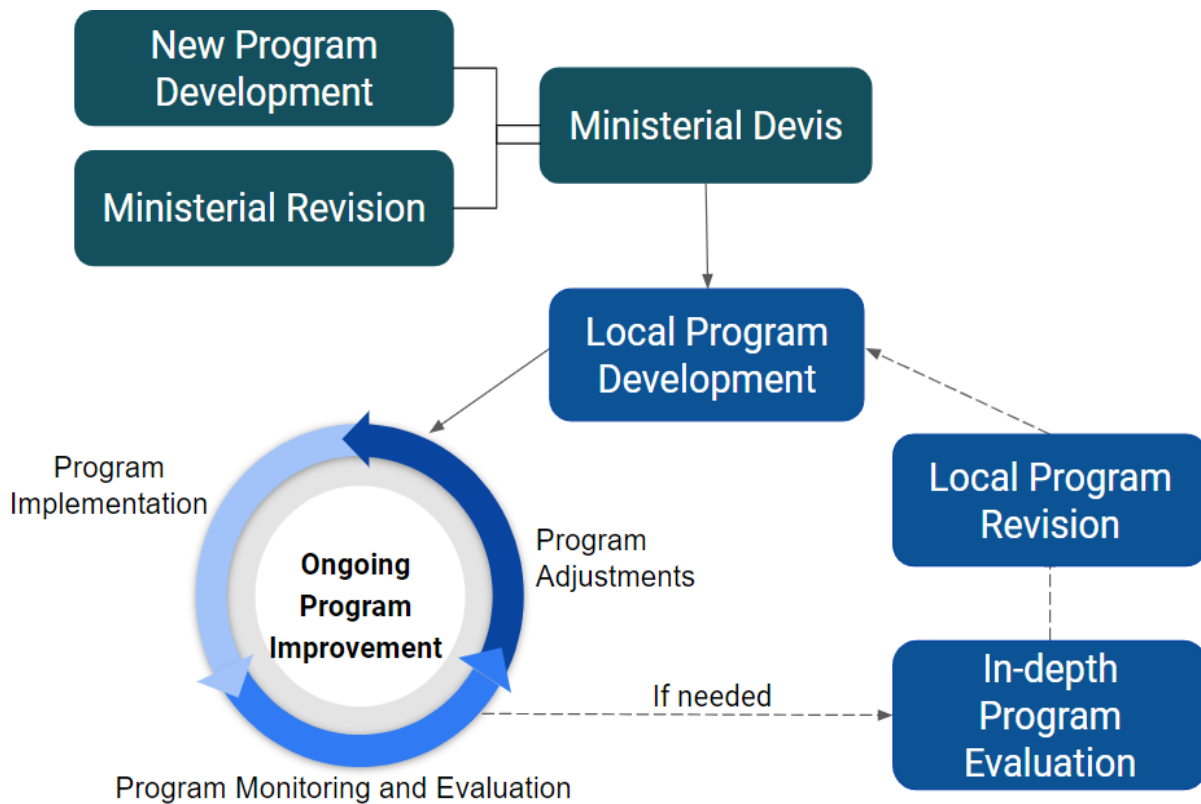 New Program
Development
Ministerial Devis
Ministerial Revision
Local Program
Development
Program
Implementation
Local Program
Revision
Ongoing
Program
Improvement
Program
Adjustments
If needed
In-depth
Program
Evaluation
Program Monitoring and Evaluation